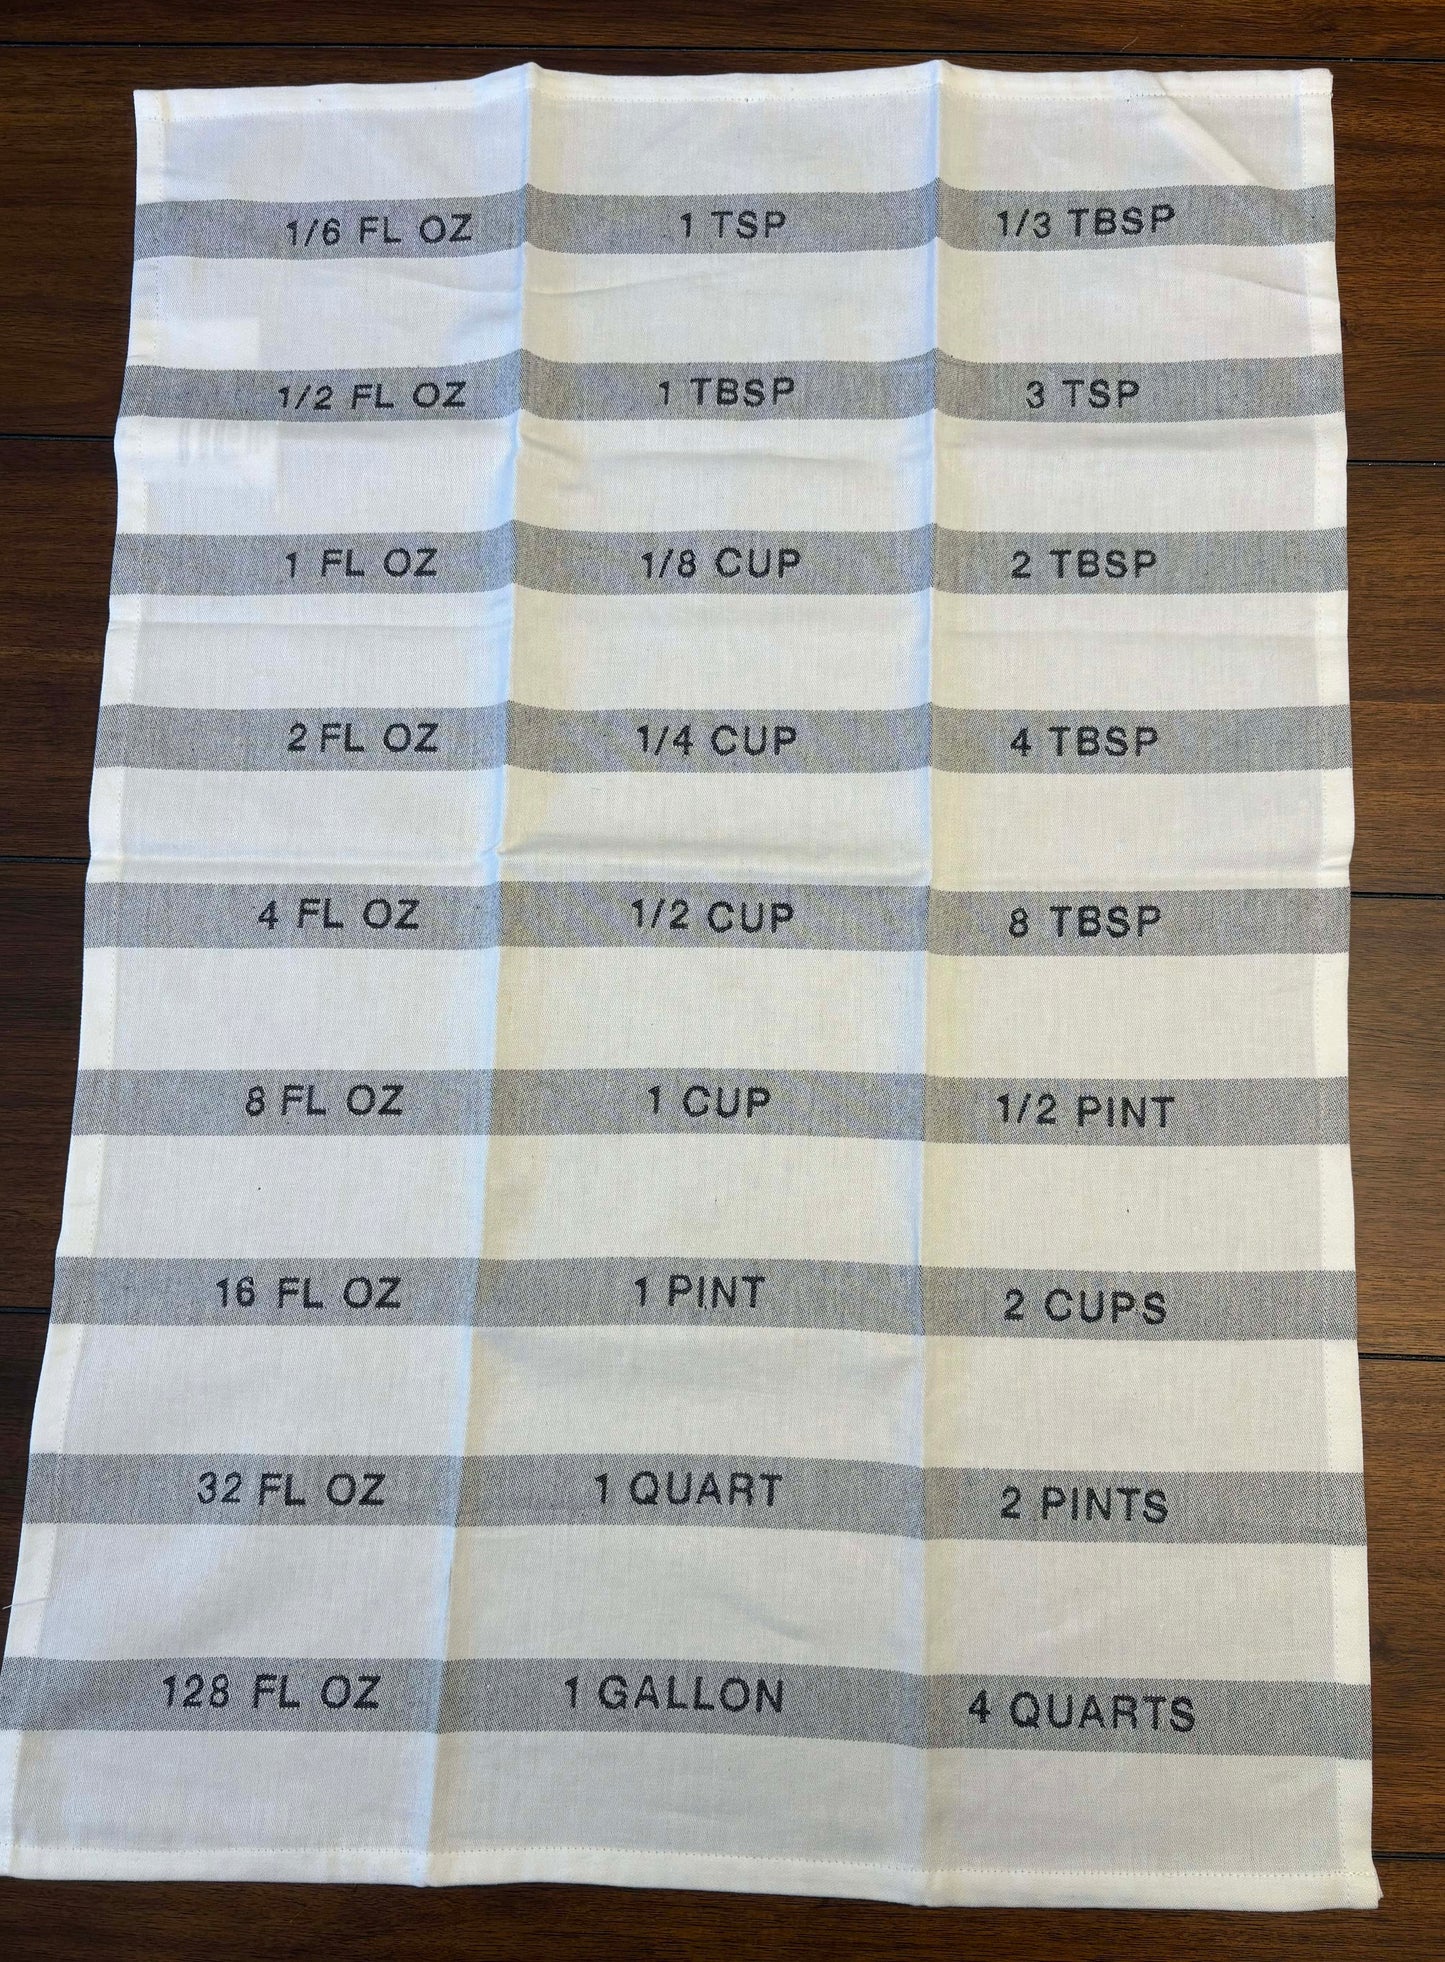 1/6 FL OZ 1 TSP 1/3 TBSP
1/2 FL OZ 1 TBSP 3 TSP
1 FL OZ 1/8 CUP 2 TBSP
2 FL OZ 1/4 CUP 4 TBSP
4 FL OZ 1/2 CUP 8 TBSP
8 FL OZ 1 CUP 1/2 PINT
16 FL OZ 1 PINT 2 CUPS
32 FL OZ 1 QUART 2 PINTS
128 FL OZ 1 GALLON 4 QUARTS